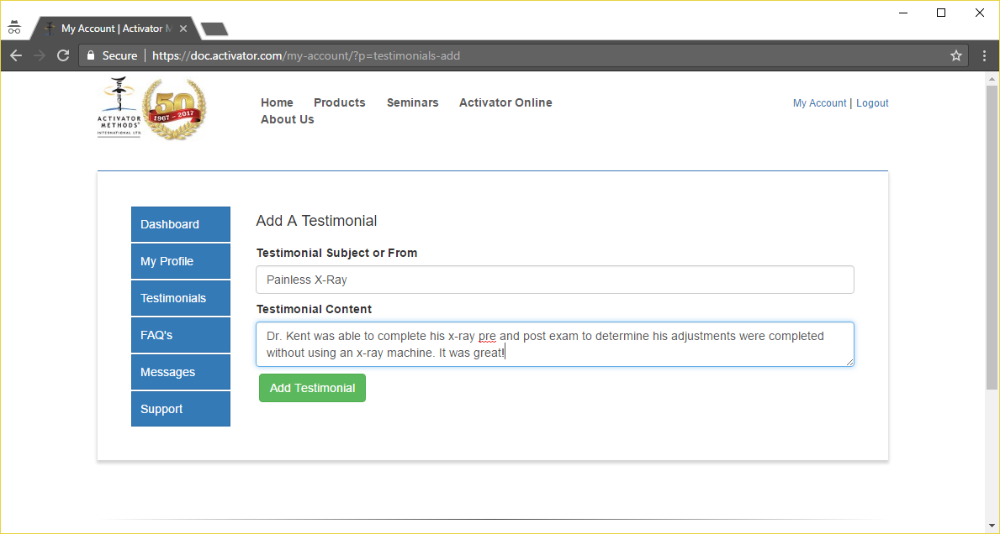 My Account | Activator M
Secure | https://doc.activator.com/my-account/?p=testimonials-add
ACTIVATOR
METHODS®
INTERNATIONAL LTD.
50
1967 – 2017
Home Products Seminars Activator Online
About Us
My Account | Logout
Dashboard
My Profile
Testimonials
FAQ's
Messages
Support
Add A Testimonial
Testimonial Subject or From
Painless X-Ray
Testimonial Content
Dr. Kent was able to complete his x-ray pre and post exam to determine his adjustments were completed
without using an x-ray machine. It was great!
Add Testimonial